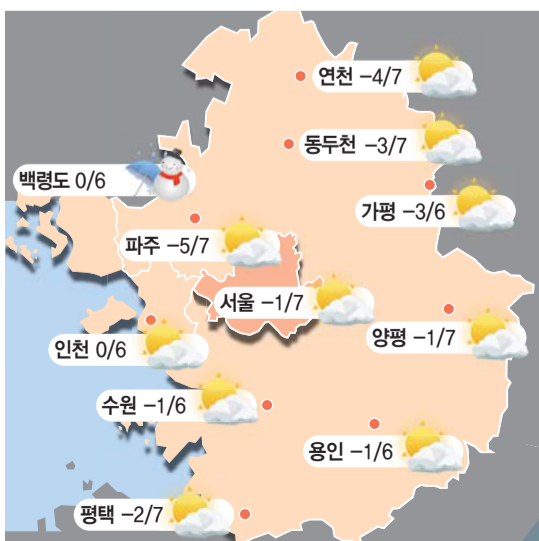 연천 -4/7
동두천 -3/7
백령도 0/6
가평 -3/6
파주 -5/7
서울 -1/7
양평 -1/7
인천 0/6
수원 -1/6
용인 -1/6
평택 -2/7